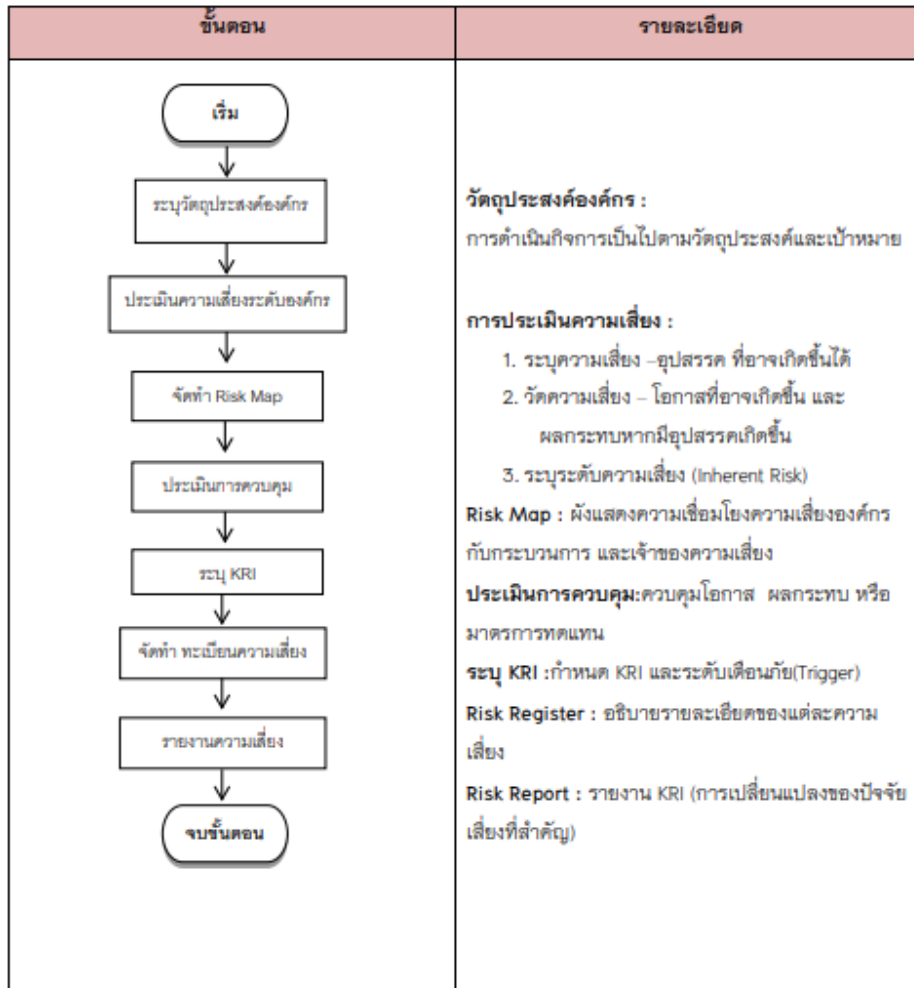 ขั้นตอน
รายละเอียด
เริ่ม
ระบุวัตถุประสงค์องค์กร
ประเมินความเสี่ยงระดับองค์กร
จัดทำ Risk Map
ประเมินการควบคุม
ระบุ KRI
จัดทำ ทะเบียนความเสี่ยง
รายงานความเสี่ยง
จบขั้นตอน
วัตถุประสงค์องค์กร :
การดำเนินกิจการเป็นไปตามวัตถุประสงค์และเป้าหมาย
การประเมินความเสี่ยง :
1. ระบุความเสี่ยง –อุปสรรค ที่อาจเกิดขึ้นได้
2. วัดความเสี่ยง – โอกาสที่อาจเกิดขึ้น และ
ผลกระทบหากมีอุปสรรคเกิดขึ้น
3. ระบุระดับความเสี่ยง (Inherent Risk)
Risk Map : ผังแสดงความเชื่อมโยงความเสี่ยงองค์กร
กับกระบวนการ และเจ้าของความเสี่ยง
ประเมินการควบคุม:ควบคุมโอกาส ผลกระทบ หรือ
มาตรการทดแทน
ระบุ KRI :กำหนด KRI และระดับเตือนภัย(Trigger)
Risk Register : อธิบายรายละเอียดของแต่ละความ
เสี่ยง
Risk Report : รายงาน KRI (การเปลี่ยนแปลงของปัจจัย
เสี่ยงที่สำคัญ)